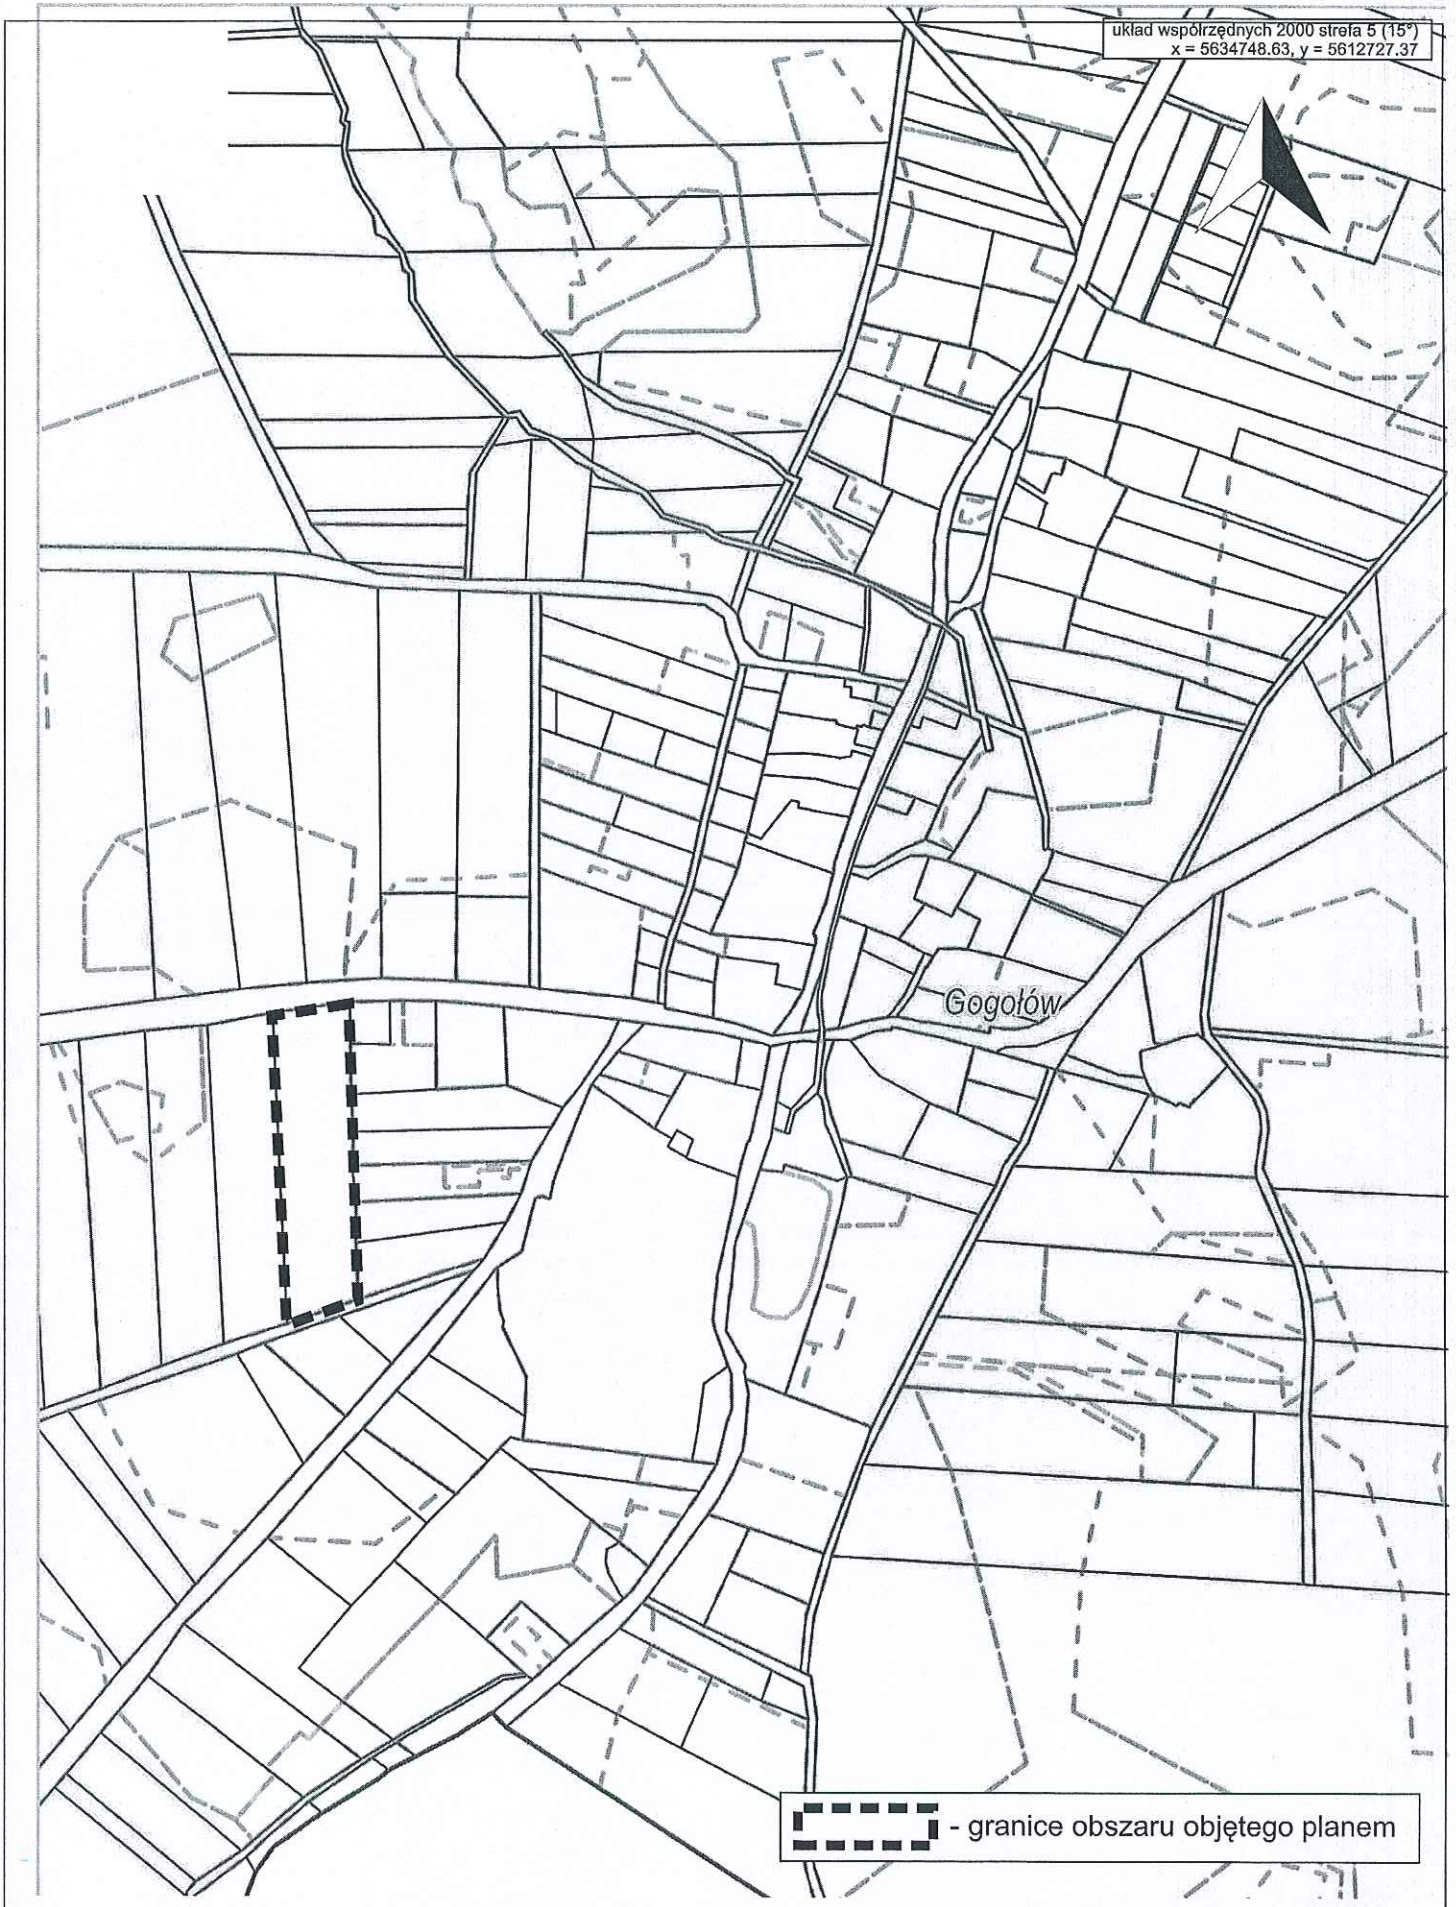 układ współrzędnych 2000 strefa 5 (15°)
x = 5634748.63, y = 5612727.37
Gogołów
- granice obszaru objętego planem